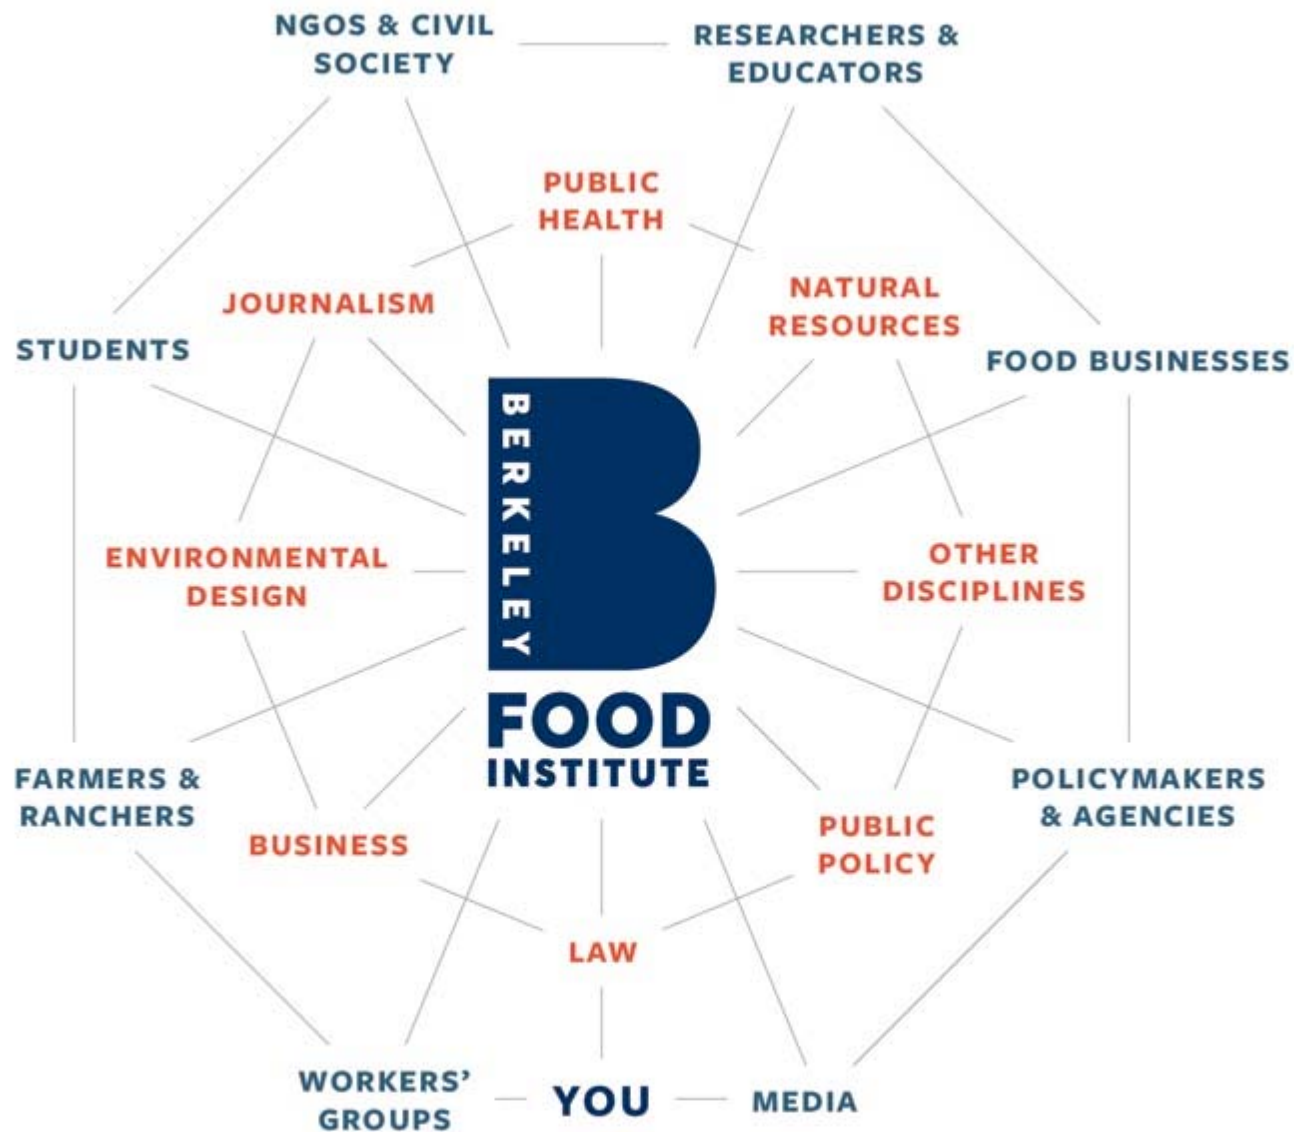 NGOS & CIVIL
SOCIETY
RESEARCHERS &
EDUCATORS
PUBLIC
HEALTH
JOURNALISM
NATURAL
RESOURCES
STUDENTS
FOOD BUSINESSES
BERKELEY
FOOD
INSTITUTE
ENVIRONMENTAL
DESIGN
OTHER
DISCIPLINES
FARMERS &
RANCHERS
POLICYMAKERS
& AGENCIES
BUSINESS
PUBLIC
POLICY
LAW
WORKERS’
GROUPS
YOU
MEDIA